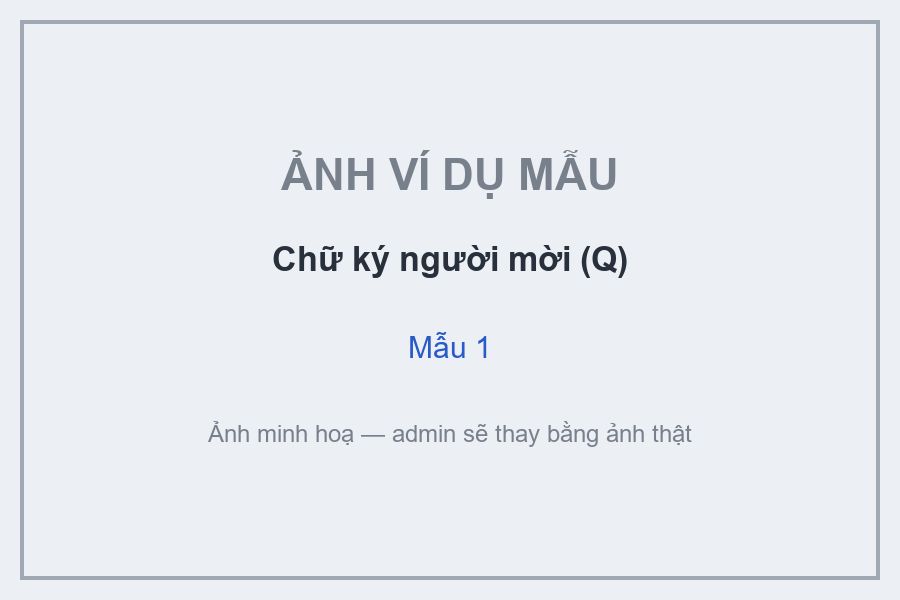 ẢNH VÍ DỤ MẪU
Chữ ký người mời (Q)
Mẫu 1
Ảnh minh hoạ — admin sẽ thay bằng ảnh thật